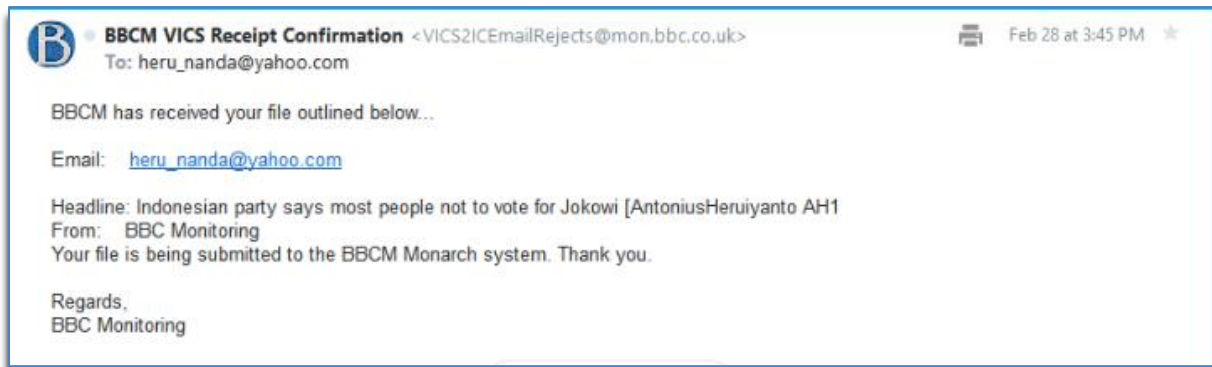 B
BBCM VICS Receipt Confirmation <VICS2ICEmailRejects@mon.bbc.co.uk> Feb 28 at 3:45 PM
To: heru_nanda@yahoo.com
BBCM has received your file outlined below...
Email: heru_nanda@yahoo.com
Headline: Indonesian party says most people not to vote for Jokowi [AntoniusHeruiyanto AH1
From: BBC Monitoring
Your file is being submitted to the BBCM Monarch system. Thank you.
Regards,
BBC Monitoring